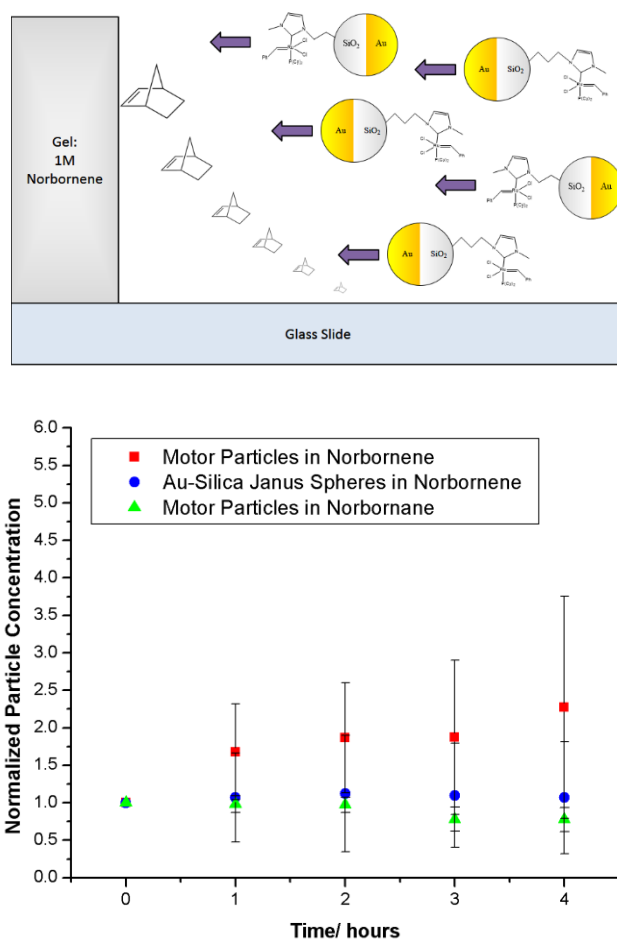 Gel:
1M
Norbornene
SiO2 Au
Au SiO2
Au SiO2
SiO2 Au
Au SiO2
Glass Slide
Normalized Particle Concentration
6.0
5.5
5.0
4.5
4.0
3.5
3.0
2.5
2.0
1.5
1.0
0.5
0.0
Motor Particles in Norbornene
Au-Silica Janus Spheres in Norbornene
Motor Particles in Norbornane
0 1 2 3 4
Time/ hours